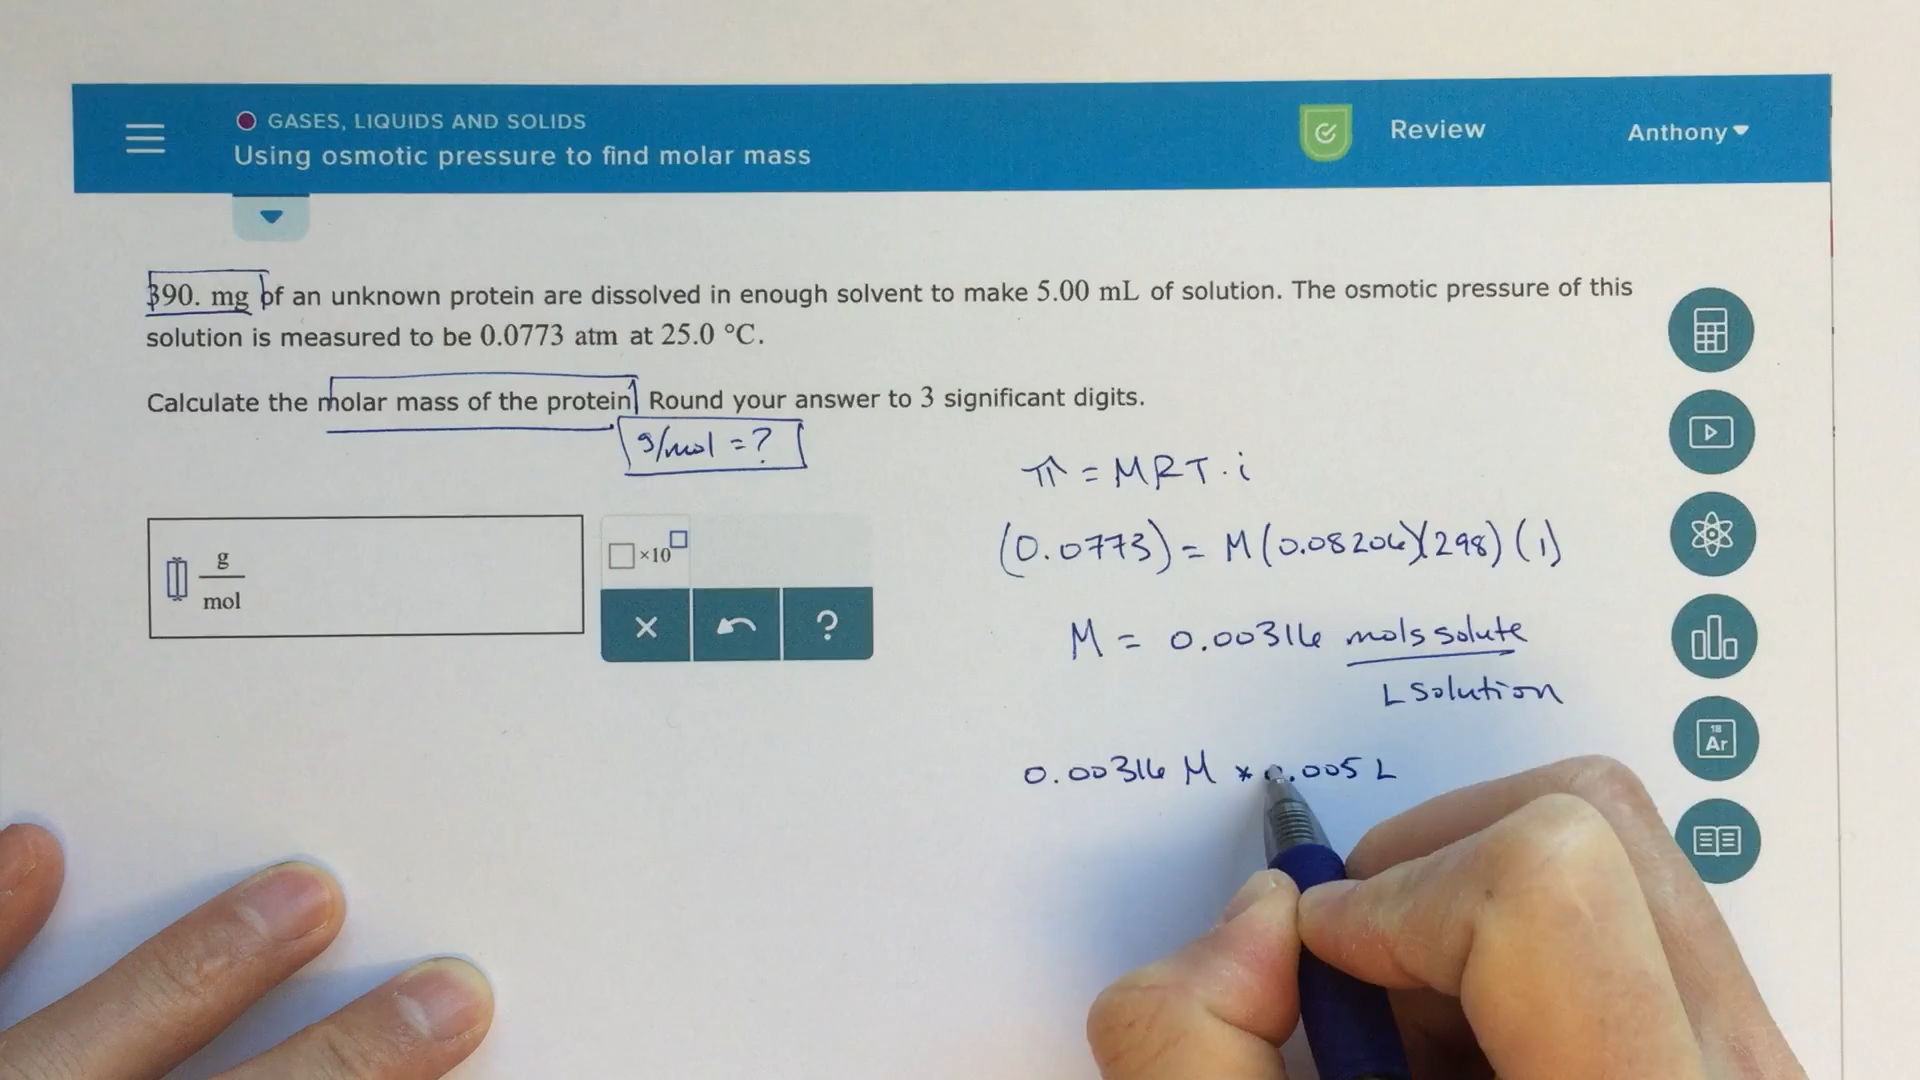 GASES, LIQUIDS AND SOLIDS
Using osmotic pressure to find molar mass
Review
Anthony
390. mg of an unknown protein are dissolved in enough solvent to make 5.00 mL of solution. The osmotic pressure of this
solution is measured to be 0.0773 atm at 25.0 °C.
Calculate the molar mass of the protein. Round your answer to 3 significant digits.
g/mol = ?
π = MRT · i
(0.0773) = M(0.08206)(298)(1)
M = 0.00316 mols solute
L solution
0.00316 M * 0.005 L
g
mol
×10
?
18
Ar